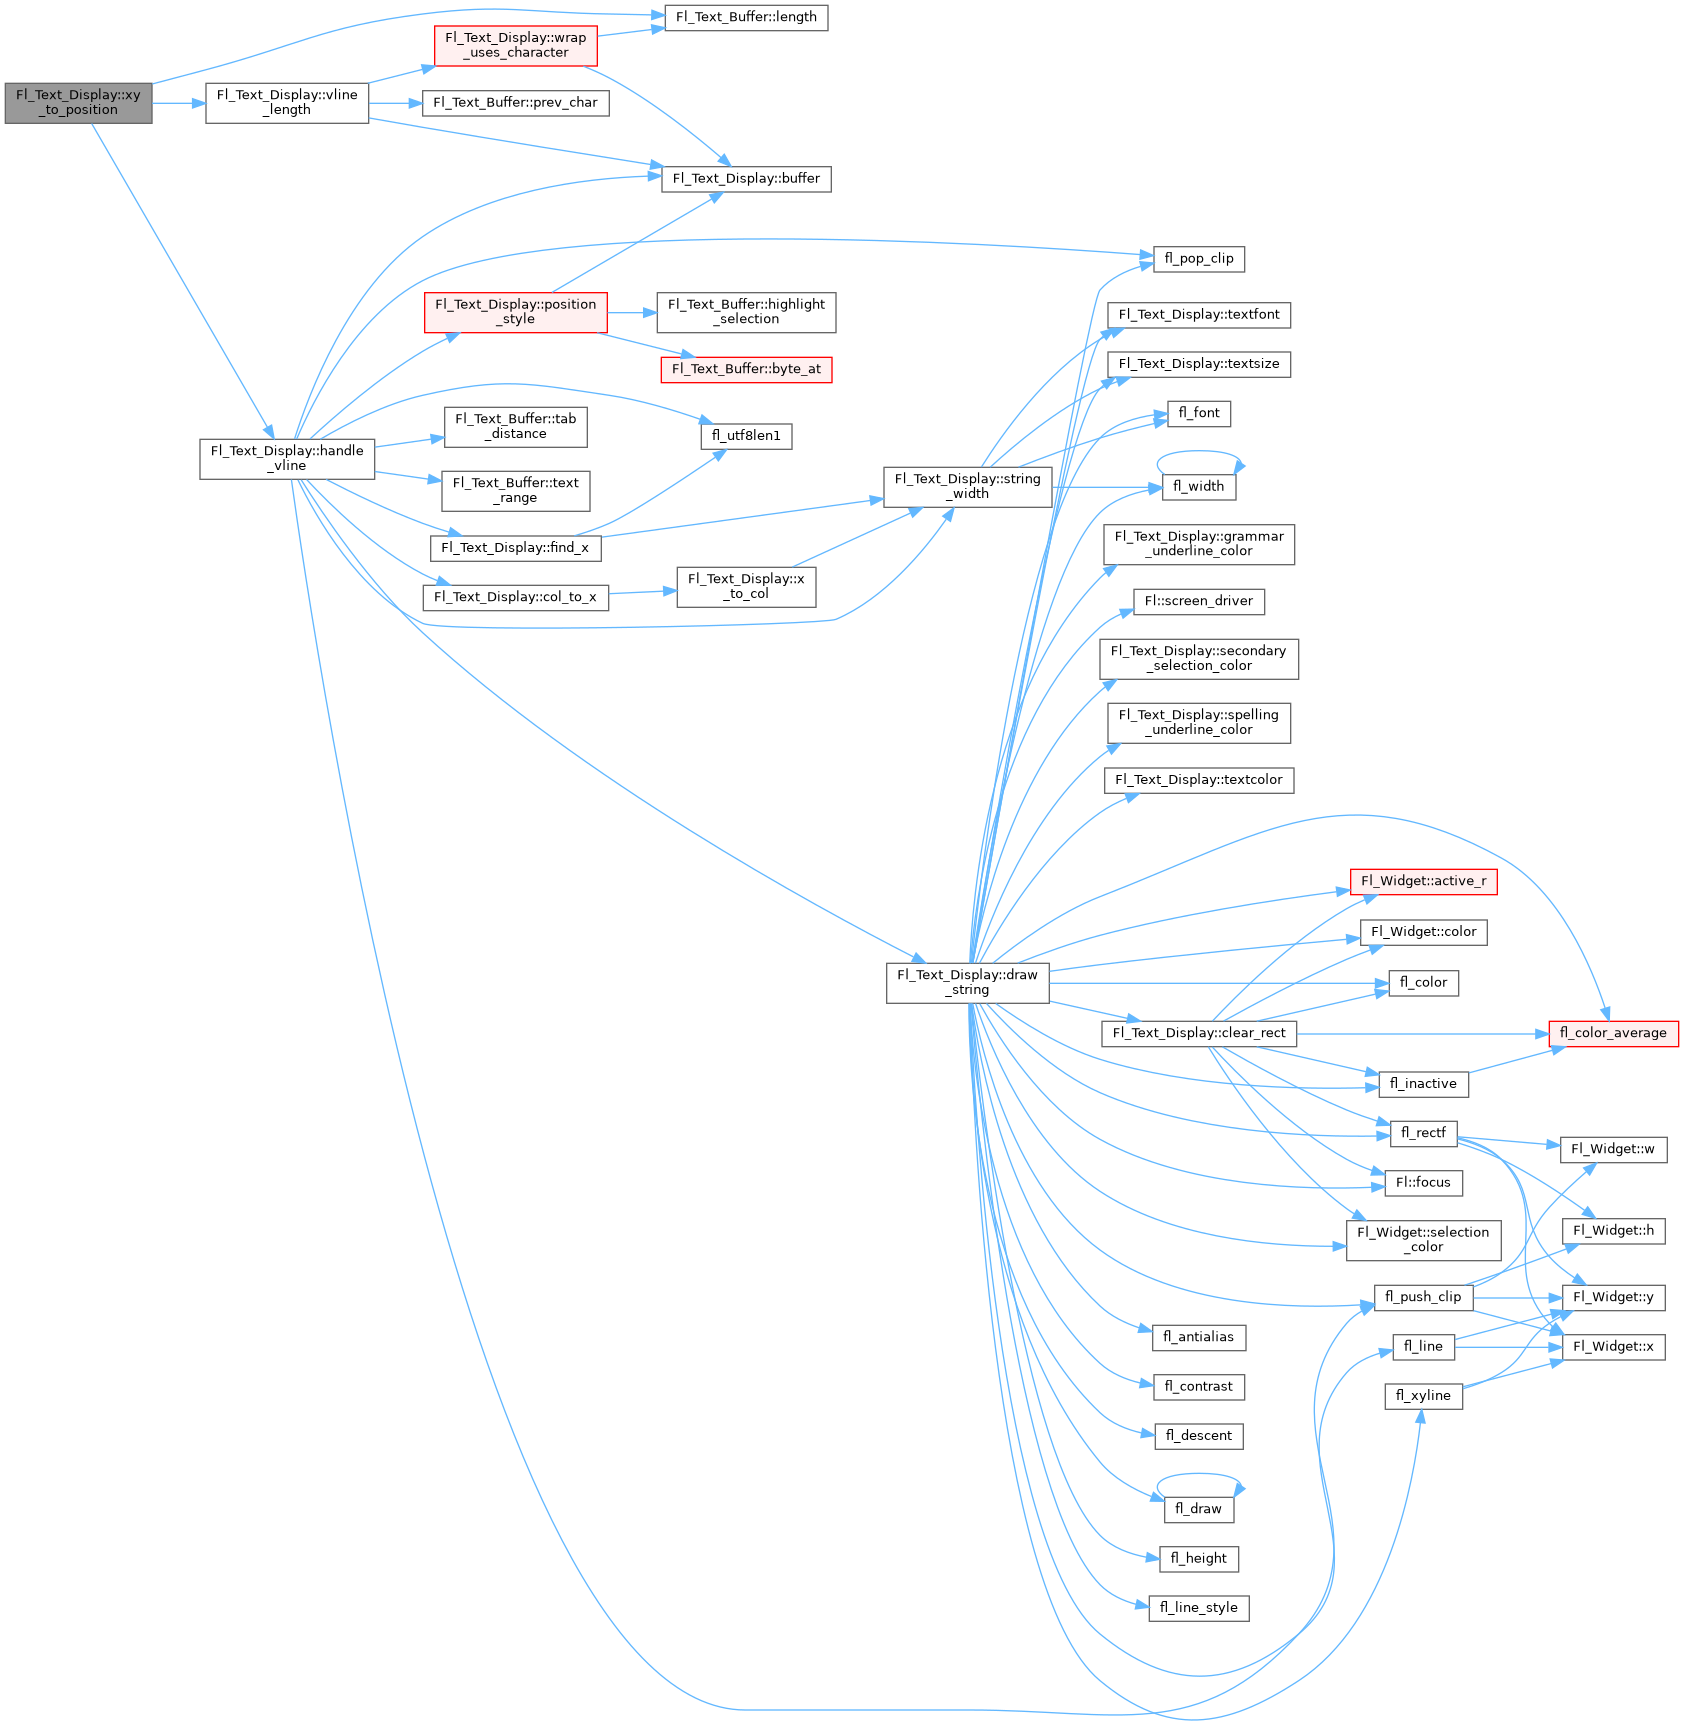 Fl_Text_Buffer::length
Fl_Text_Display::wrap
_uses_character
Fl_Text_Display::xy
_to_position
Fl_Text_Display::vline
_length
Fl_Text_Buffer::prev_char
Fl_Text_Display::buffer
fl_pop_clip
Fl_Text_Display::position
_style
Fl_Text_Buffer::highlight
_selection
Fl_Text_Display::textfont
Fl_Text_Buffer::byte_at
Fl_Text_Display::textsize
Fl_Text_Buffer::tab
_distance
fl_utf8len1
fl_font
Fl_Text_Display::handle
_vline
Fl_Text_Buffer::text
_range
Fl_Text_Display::string
_width
fl_width
Fl_Text_Display::find_x
Fl_Text_Display::grammar
_underline_color
Fl_Text_Display::col_to_x
Fl_Text_Display::x
_to_col
Fl::screen_driver
Fl_Text_Display::secondary
_selection_color
Fl_Text_Display::spelling
_underline_color
Fl_Text_Display::textcolor
Fl_Widget::active_r
Fl_Widget::color
Fl_Text_Display::draw
_string
fl_color
Fl_Text_Display::clear_rect
fl_color_average
fl_inactive
fl_rectf
Fl_Widget::w
Fl::focus
Fl_Widget::selection
_color
Fl_Widget::h
fl_push_clip
Fl_Widget::y
fl_antialias
fl_line
Fl_Widget::x
fl_contrast
fl_xyline
fl_descent
fl_draw
fl_height
fl_line_style